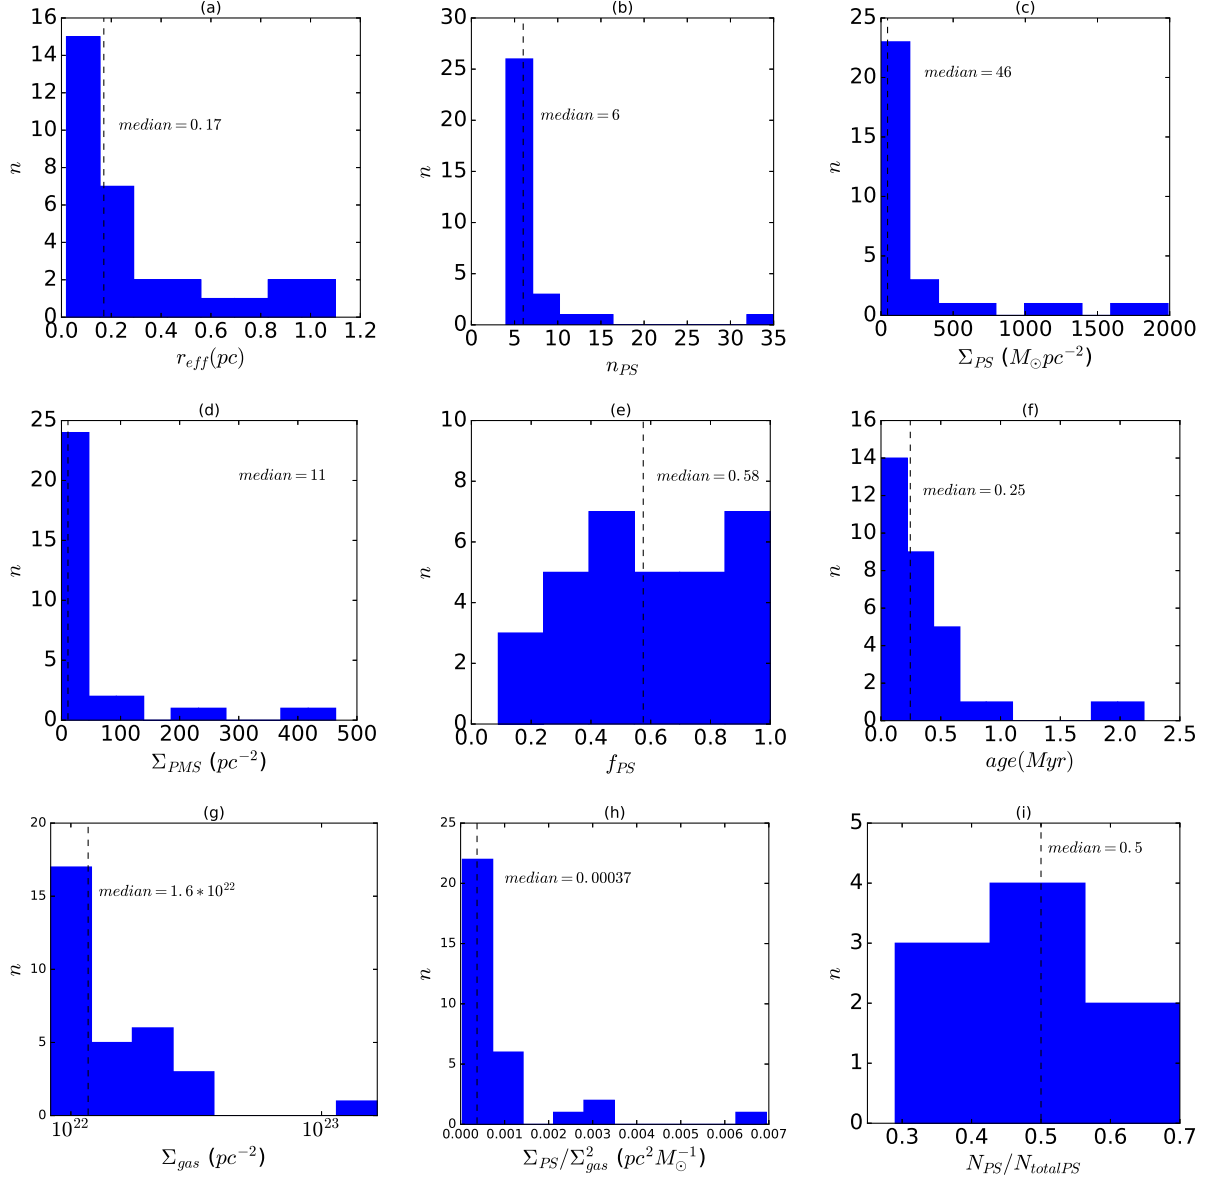 (a)
16
14
12
10
8
6
4
2
0
n
median = 0.17
0.0 0.2 0.4 0.6 0.8 1.0 1.2
r_eff(pc)
(b)
30
25
20
15
10
5
0
n
median = 6
0 5 10 15 20 25 30 35
n_PS
(c)
25
20
15
10
5
0
n
median = 46
0 500 1000 1500 2000
Σ_PS (M_⊙pc^−2)
(d)
25
20
15
10
5
0
n
median = 11
0 100 200 300 400 500
Σ_PMS (pc^−2)
(e)
10
8
6
4
2
0
n
median = 0.58
0.0 0.2 0.4 0.6 0.8 1.0
f_PS
(f)
16
14
12
10
8
6
4
2
0
n
median = 0.25
0.0 0.5 1.0 1.5 2.0 2.5
age(Myr)
(g)
20
15
10
5
0
n
median = 1.6 * 10^22
10^22 10^23
Σ_gas (pc^−2)
(h)
25
20
15
10
5
0
n
median = 0.00037
0.000 0.001 0.002 0.003 0.004 0.005 0.006 0.007
Σ_PS/Σ_gas^2 (pc^2M_⊙^−1)
(i)
5
4
3
2
1
0
n
median = 0.5
0.3 0.4 0.5 0.6 0.7
N_PS/N_totalPS